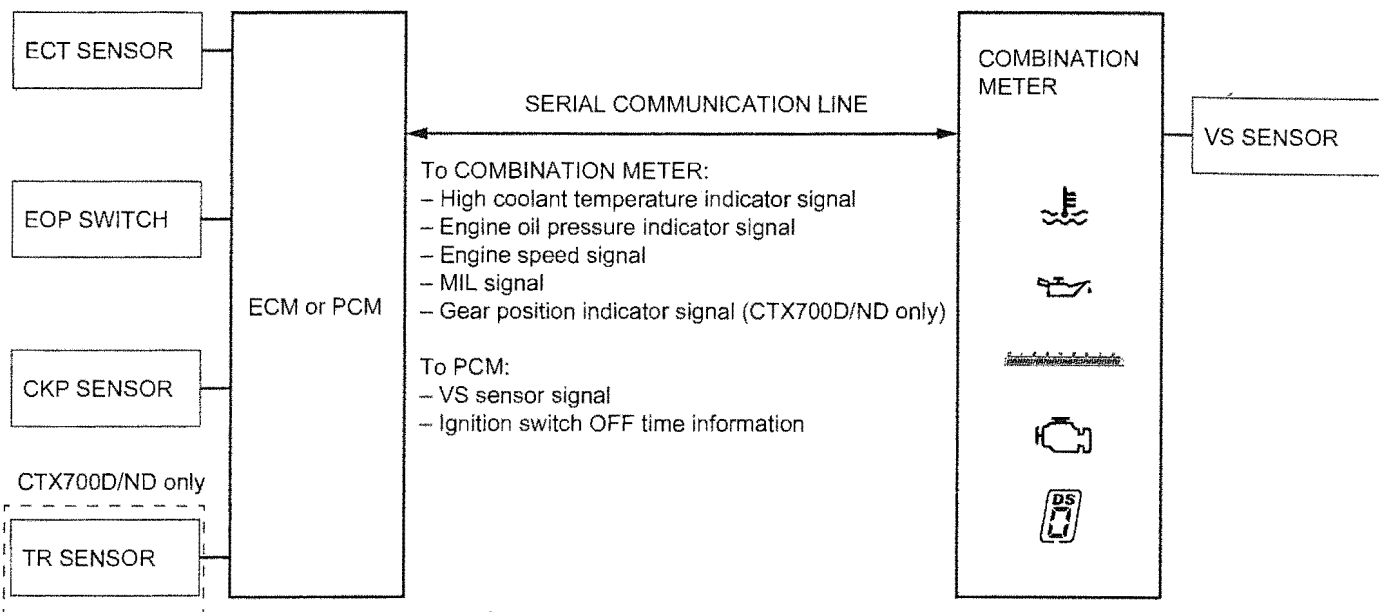 ECT SENSOR
EOP SWITCH
CKP SENSOR
CTX700D/ND only
TR SENSOR
ECM or PCM
SERIAL COMMUNICATION LINE
To COMBINATION METER:
– High coolant temperature indicator signal
– Engine oil pressure indicator signal
– Engine speed signal
– MIL signal
– Gear position indicator signal (CTX700D/ND only)
To PCM:
– VS sensor signal
– Ignition switch OFF time information
COMBINATION
METER
DS
VS SENSOR